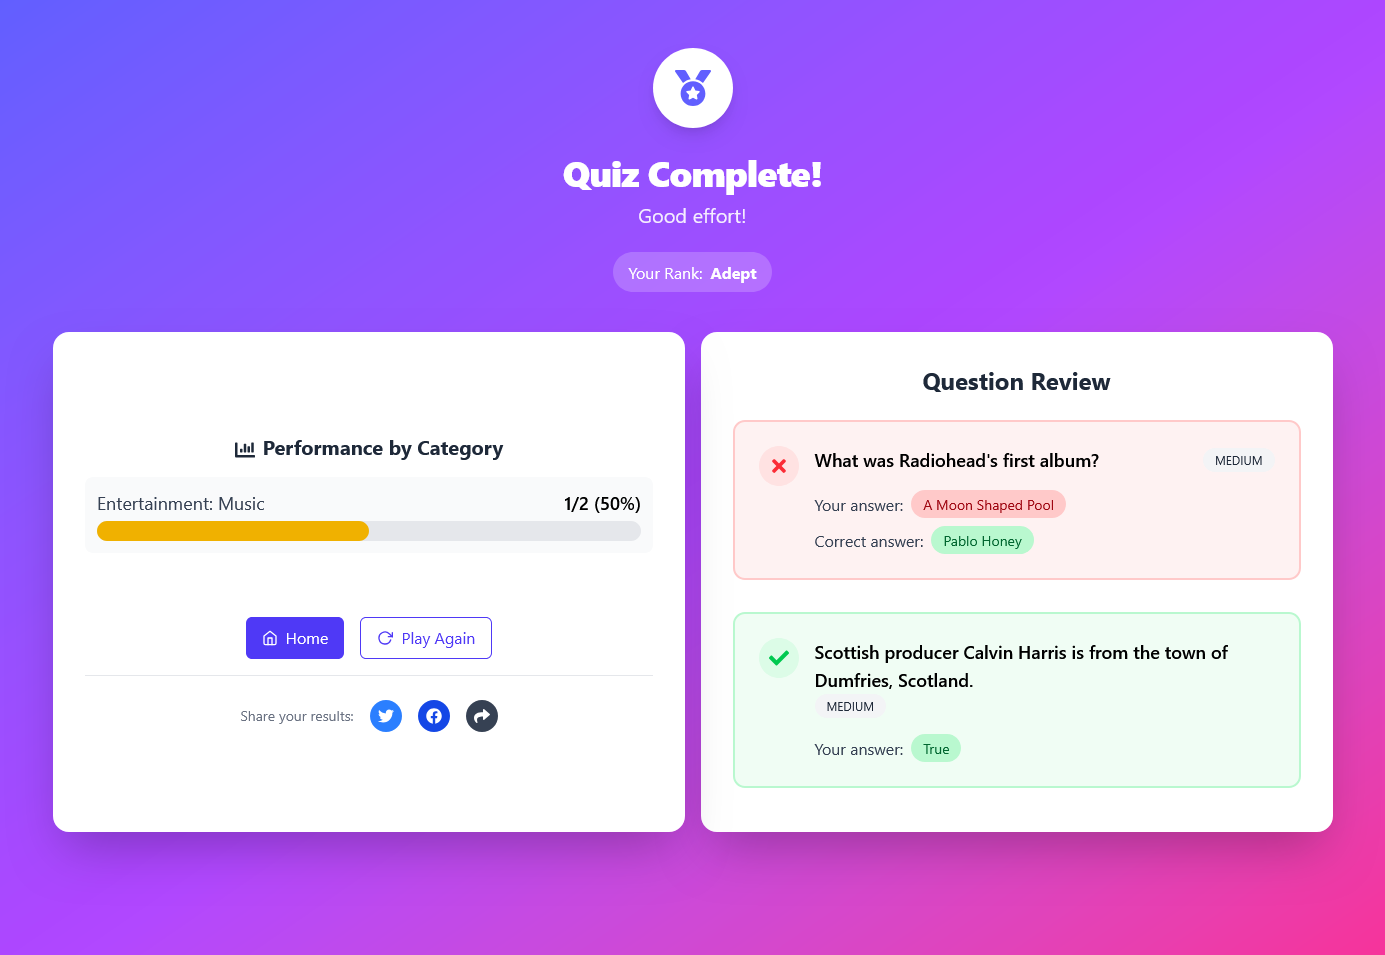 Quiz Complete!
Good effort!
Your Rank: Adept
Performance by Category
Entertainment: Music 1/2 (50%)
Home
Play Again
Share your results:
Question Review
What was Radiohead's first album?
MEDIUM
Your answer: A Moon Shaped Pool
Correct answer: Pablo Honey
Scottish producer Calvin Harris is from the town of
Dumfries, Scotland.
MEDIUM
Your answer: True